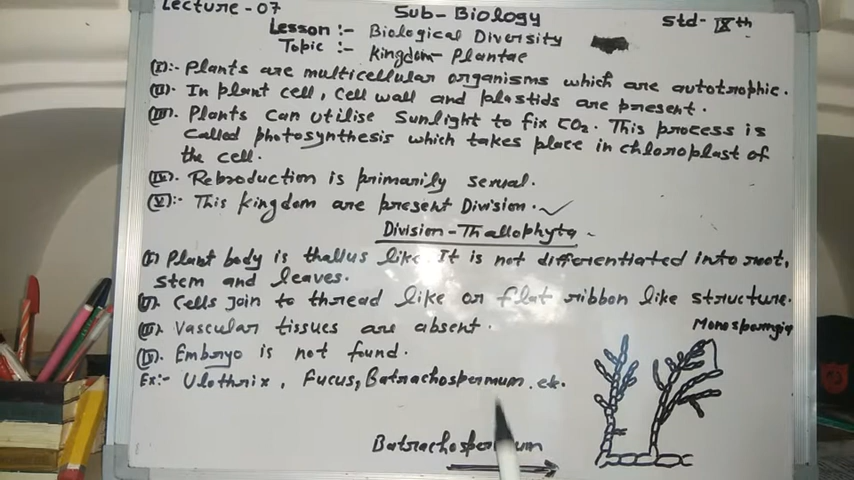 Lecture - 07
Sub - Biology
Std - IXth
Lesson :- Biological Diversity
Topic :- Kingdom - Plantae
(I):- Plants are multicellular organisms which are autotrophic.
(II):- In plant cell, cell wall and plastids are present.
(III). Plants can utilise sunlight to fix CO2. This process is
called photosynthesis which takes place in chloroplast of
the cell.
(IV). Reproduction is primarily sexual.
(V):- This kingdom are present Division.
Division - Thallophyta
(I) Plant body is thallus like. It is not differentiated into root,
stem and leaves.
(II). Cells join to thread like or flat ribbon like structure.
(III). Vascular tissues are absent.
(IV). Embryo is not found.
Ex:- Ulothrix, Fucus, Batrachospermum. etc.
Batrachospermum